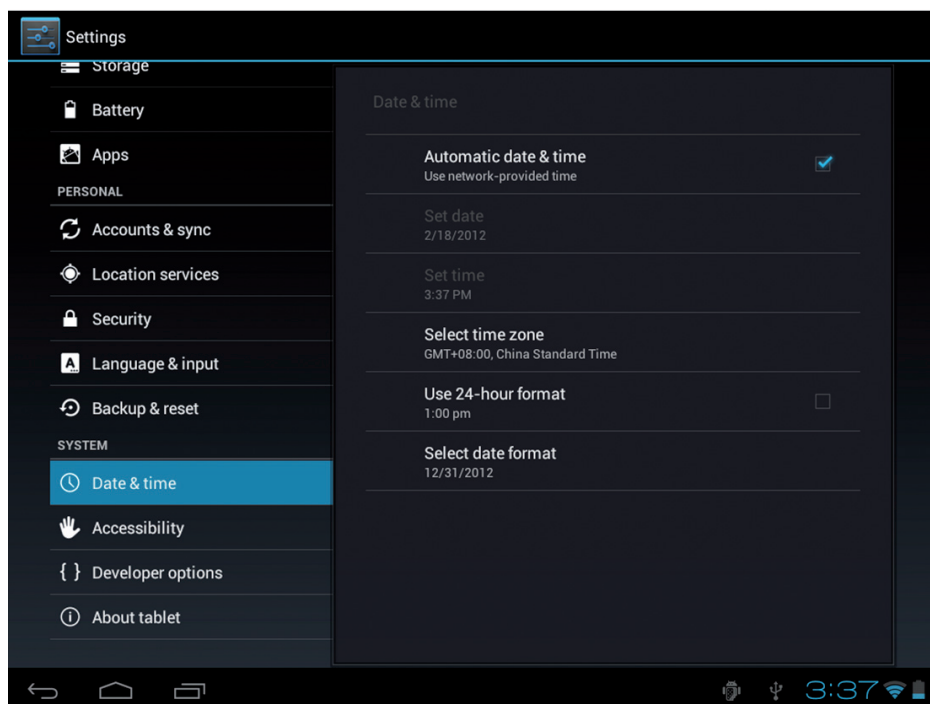 Settings
Storage
Battery
Apps
PERSONAL
Accounts & sync
Location services
Security
Language & input
Backup & reset
SYSTEM
Date & time
Accessibility
{ } Developer options
About tablet
Date & time
Automatic date & time
Use network-provided time
Set date
2/18/2012
Set time
3:37 PM
Select time zone
GMT+08:00, China Standard Time
Use 24-hour format
1:00 pm
Select date format
12/31/2012
3:37